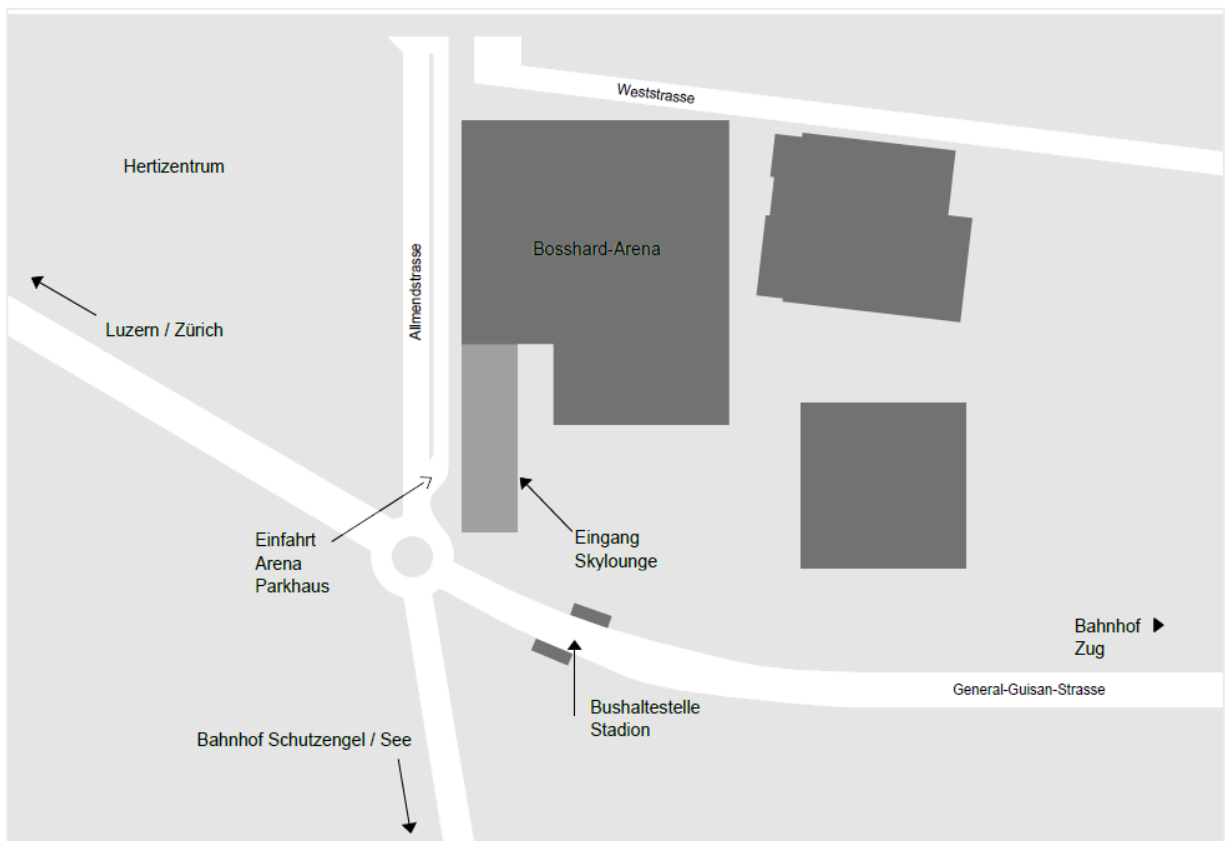 Weststrasse
Hertizentrum
Bosshard-Arena
Allmendstrasse
Luzern / Zürich
Einfahrt
Arena
Parkhaus
Eingang
Skylounge
Bahnhof
Zug
General-Guisan-Strasse
Bushaltestelle
Stadion
Bahnhof Schutzengel / See